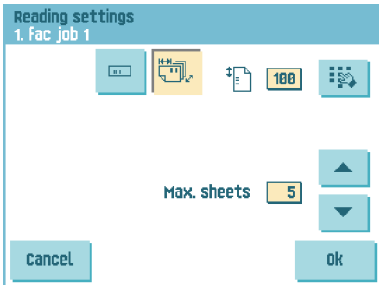 Reading settings
1. Fac job 1
100
Max. sheets 5
Cancel Ok